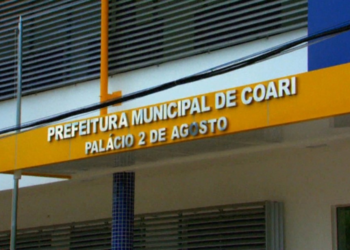 PREFEITURA MUNICIPAL DE COARI
PALÁCIO 2 DE AGOSTO